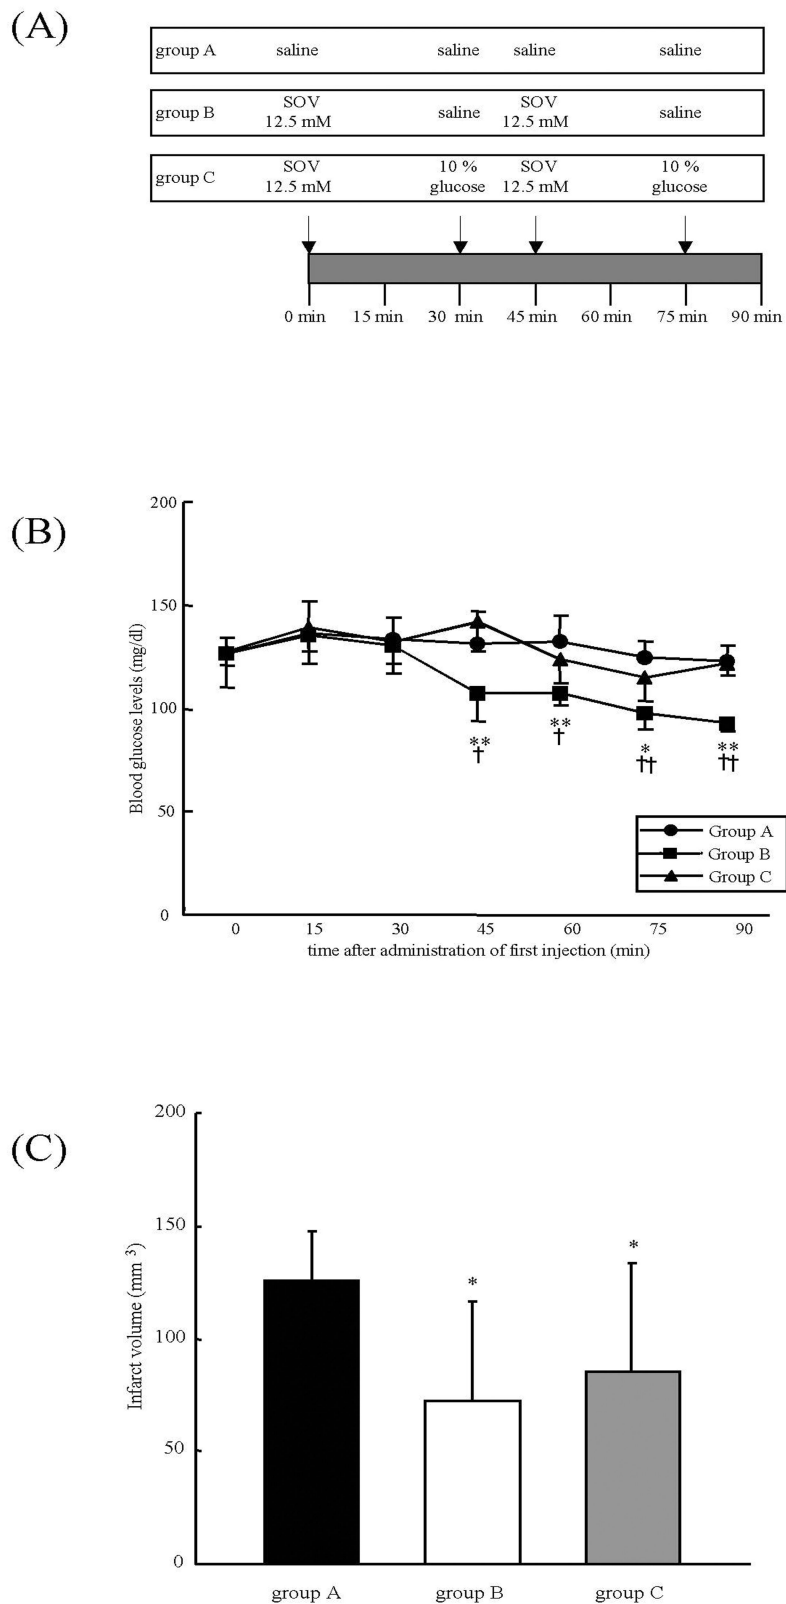 (A)
group A saline saline saline saline
group B SOV 12.5 mM saline SOV 12.5 mM saline
group C SOV 12.5 mM 10 % glucose SOV 12.5 mM 10 % glucose
0 min 15 min 30 min 45 min 60 min 75 min 90 min
(B)
Blood glucose levels (mg/dl)
200
150
100
50
0
** ** * **
† † †† ††
Group A
Group B
Group C
0 15 30 45 60 75 90
time after administration of first injection (min)
(C)
Infarct volume (mm 3)
200
150
100
50
0
* *
group A group B group C